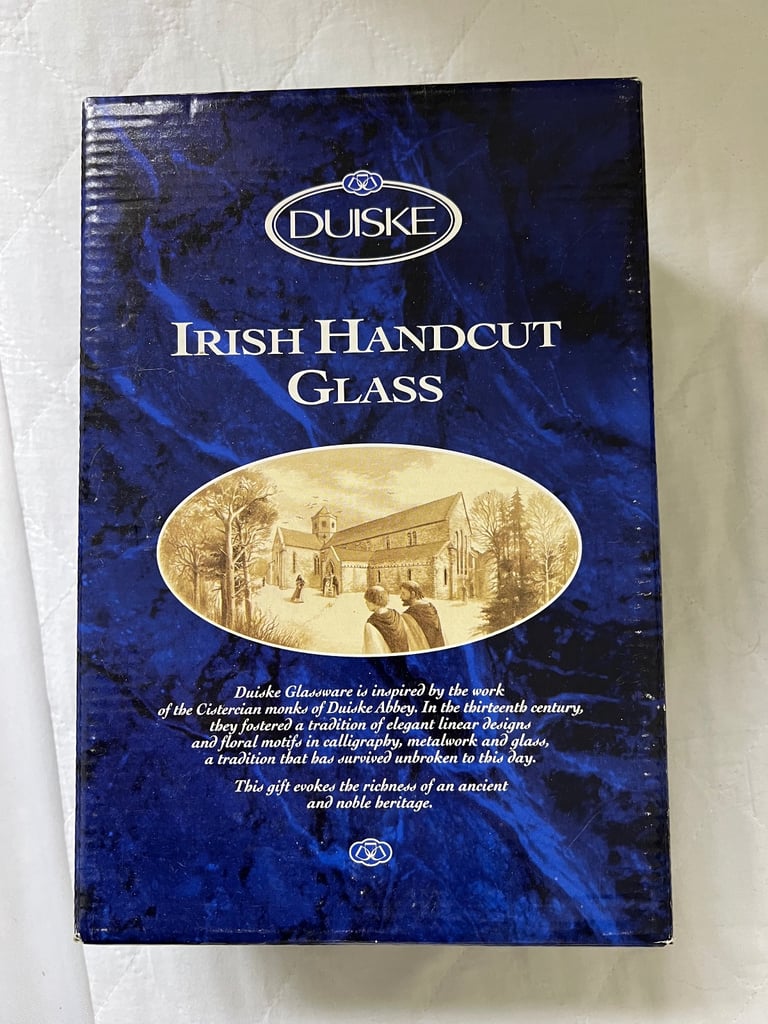 DUISKE
IRISH HANDCUT
GLASS
Duiske Glassware is inspired by the work
of the Cistercian monks of Duiske Abbey. In the thirteenth century,
they fostered a tradition of elegant linear designs
and floral motifs in calligraphy, metalwork and glass,
a tradition that has survived unbroken to this day.
This gift evokes the richness of an ancient
and noble heritage.